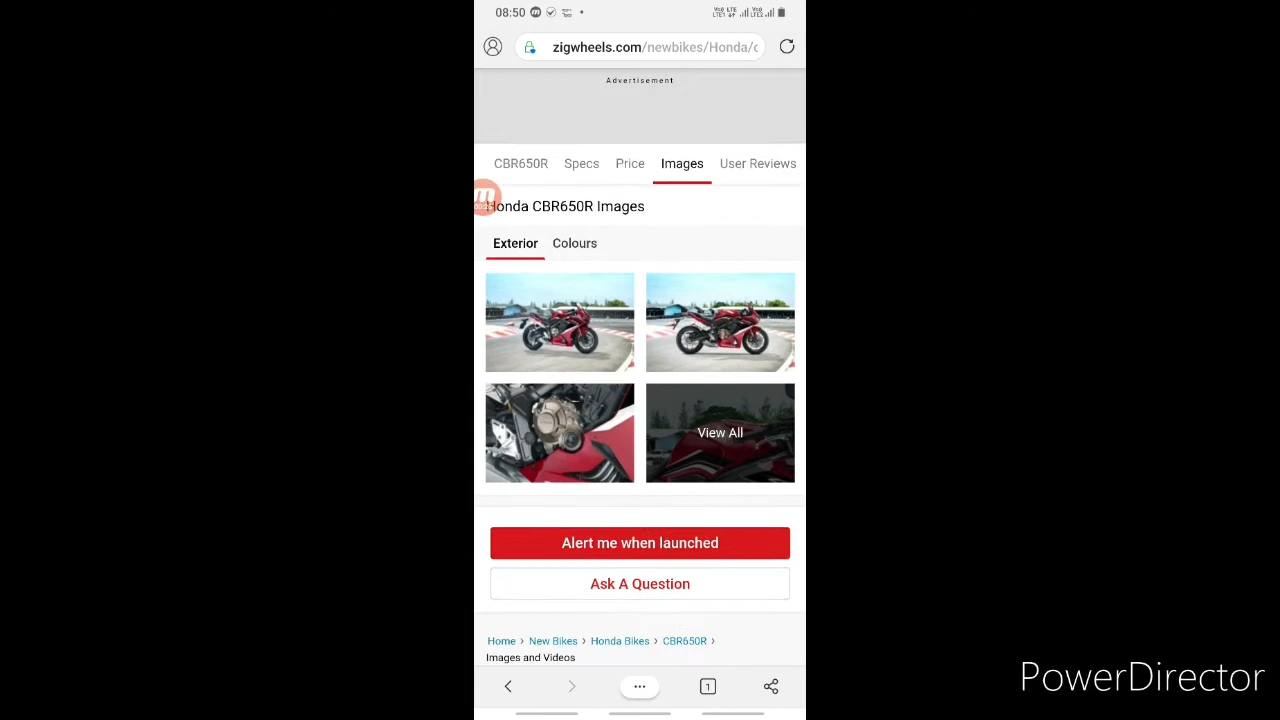 08:50
zigwheels.com/newbikes/Honda/c
Advertisement
CBR650R Specs Price Images User Reviews
Honda CBR650R Images
Exterior Colours
View All
Alert me when launched
Ask A Question
Home › New Bikes › Honda Bikes › CBR650R ›
Images and Videos
1
PowerDirector